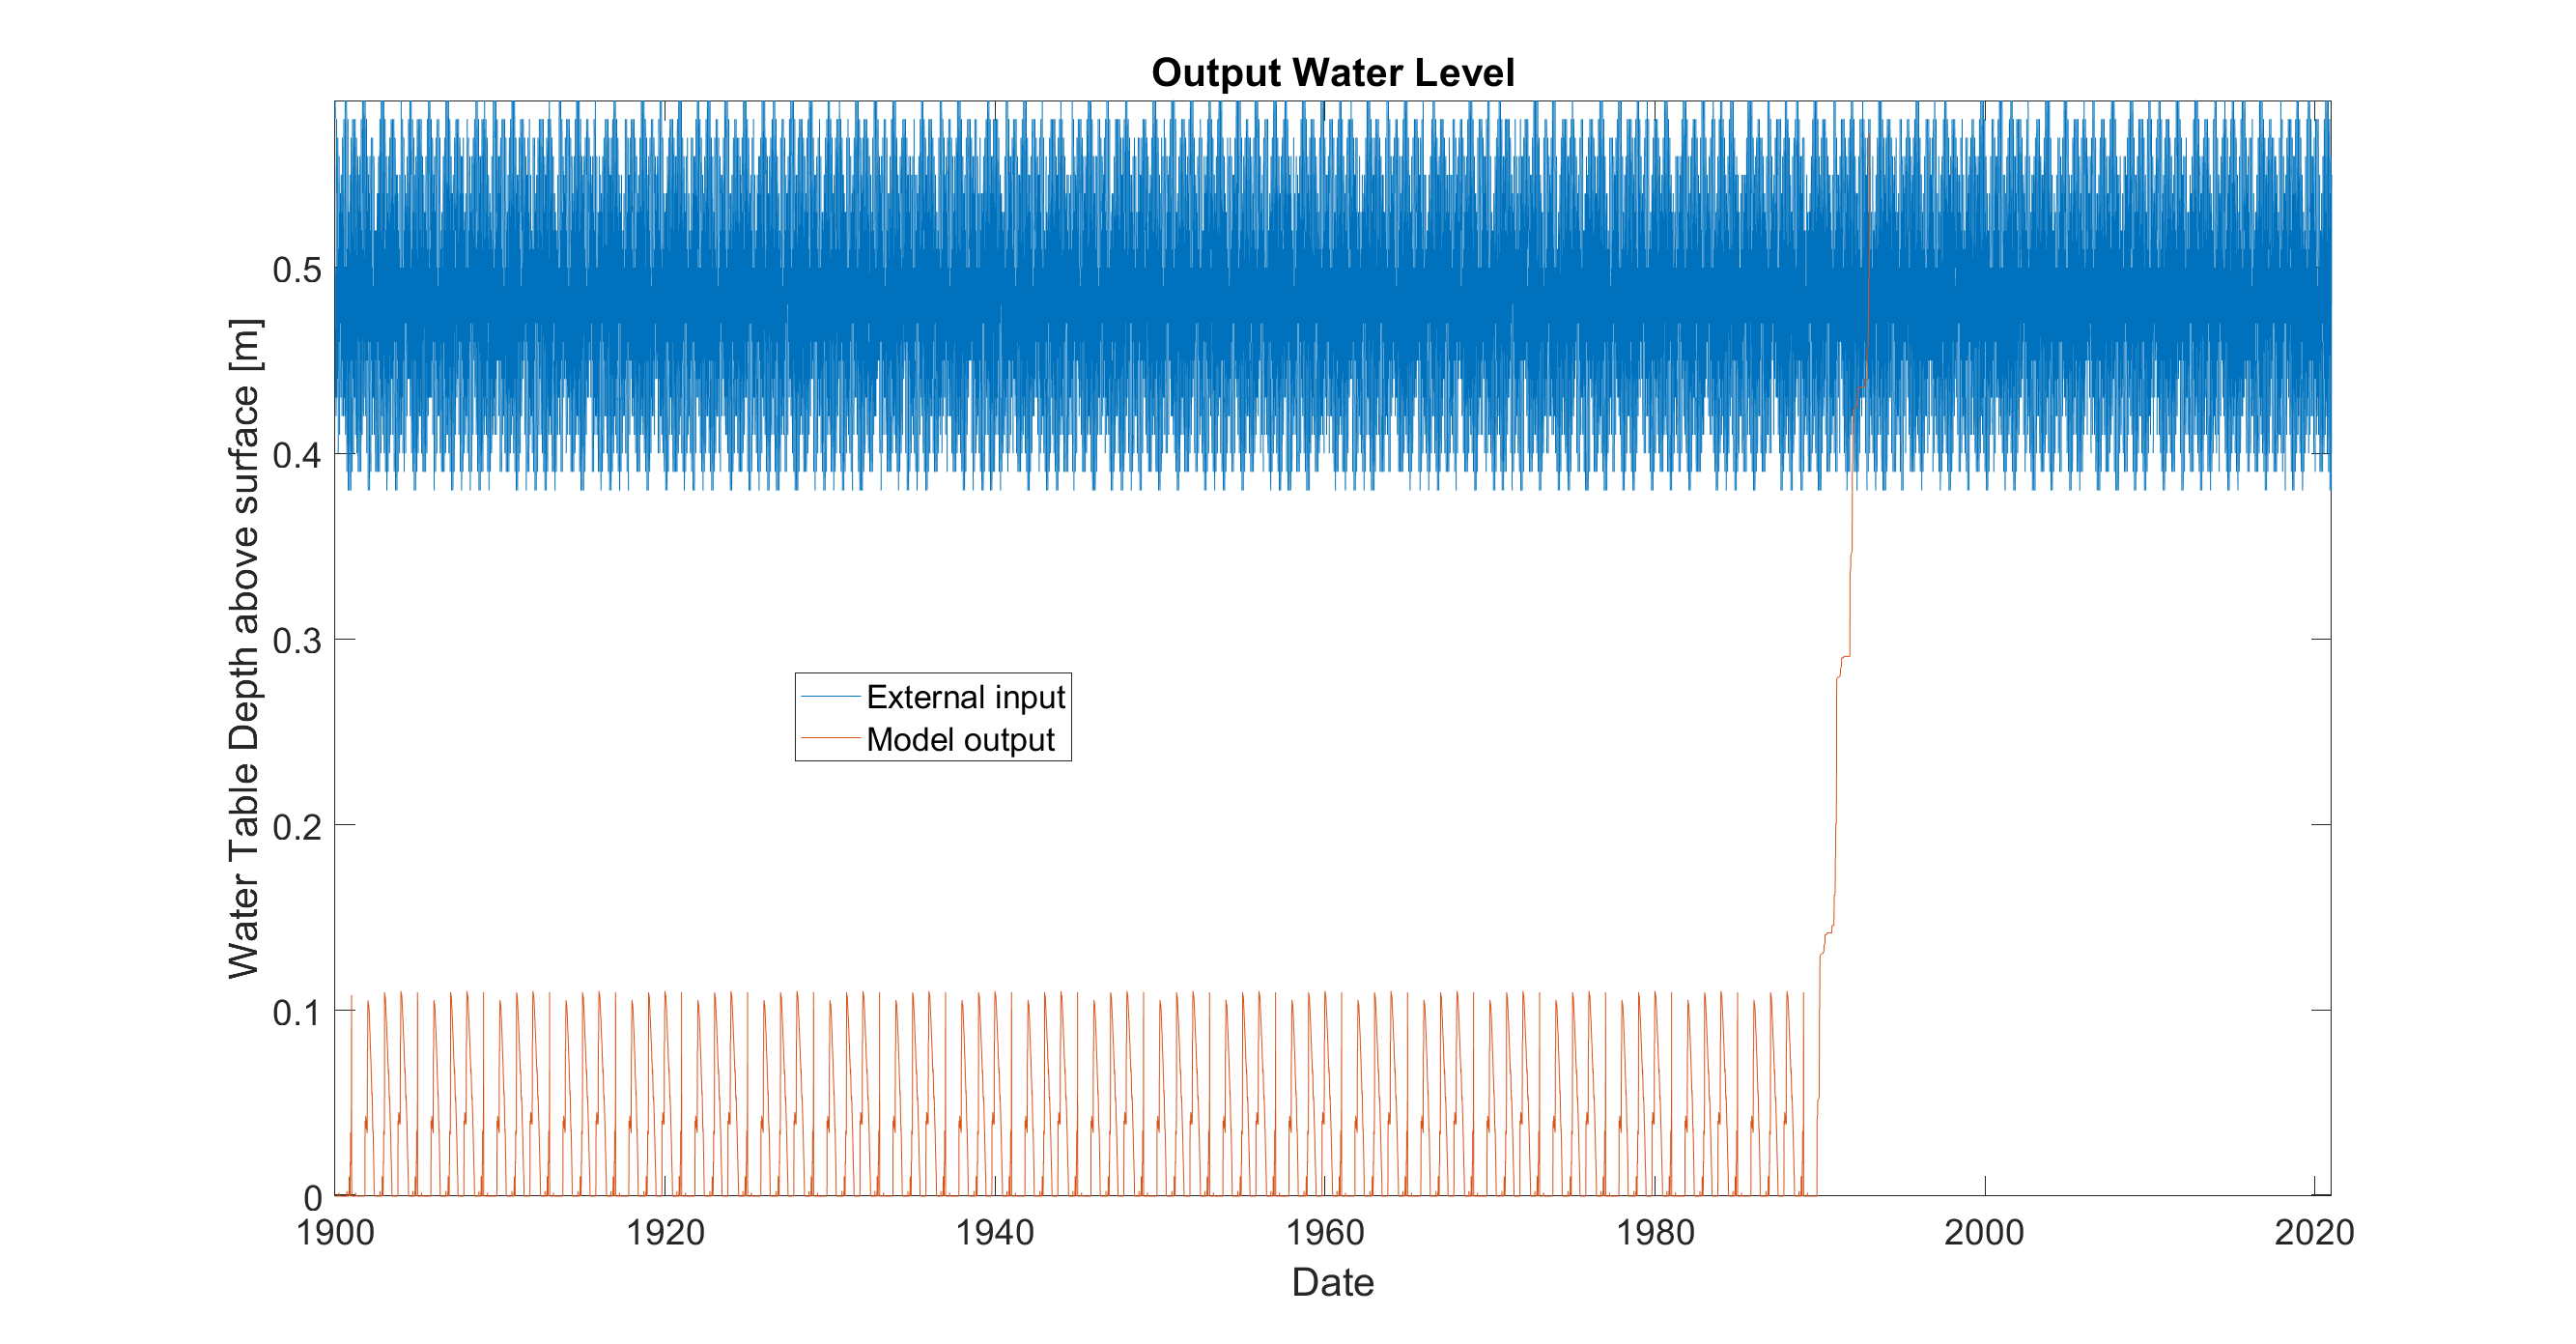 Output Water Level
Water Table Depth above surface [m]
0.5
0.4
0.3
0.2
0.1
0
External input
Model output
1900 1920 1940 1960 1980 2000 2020
Date